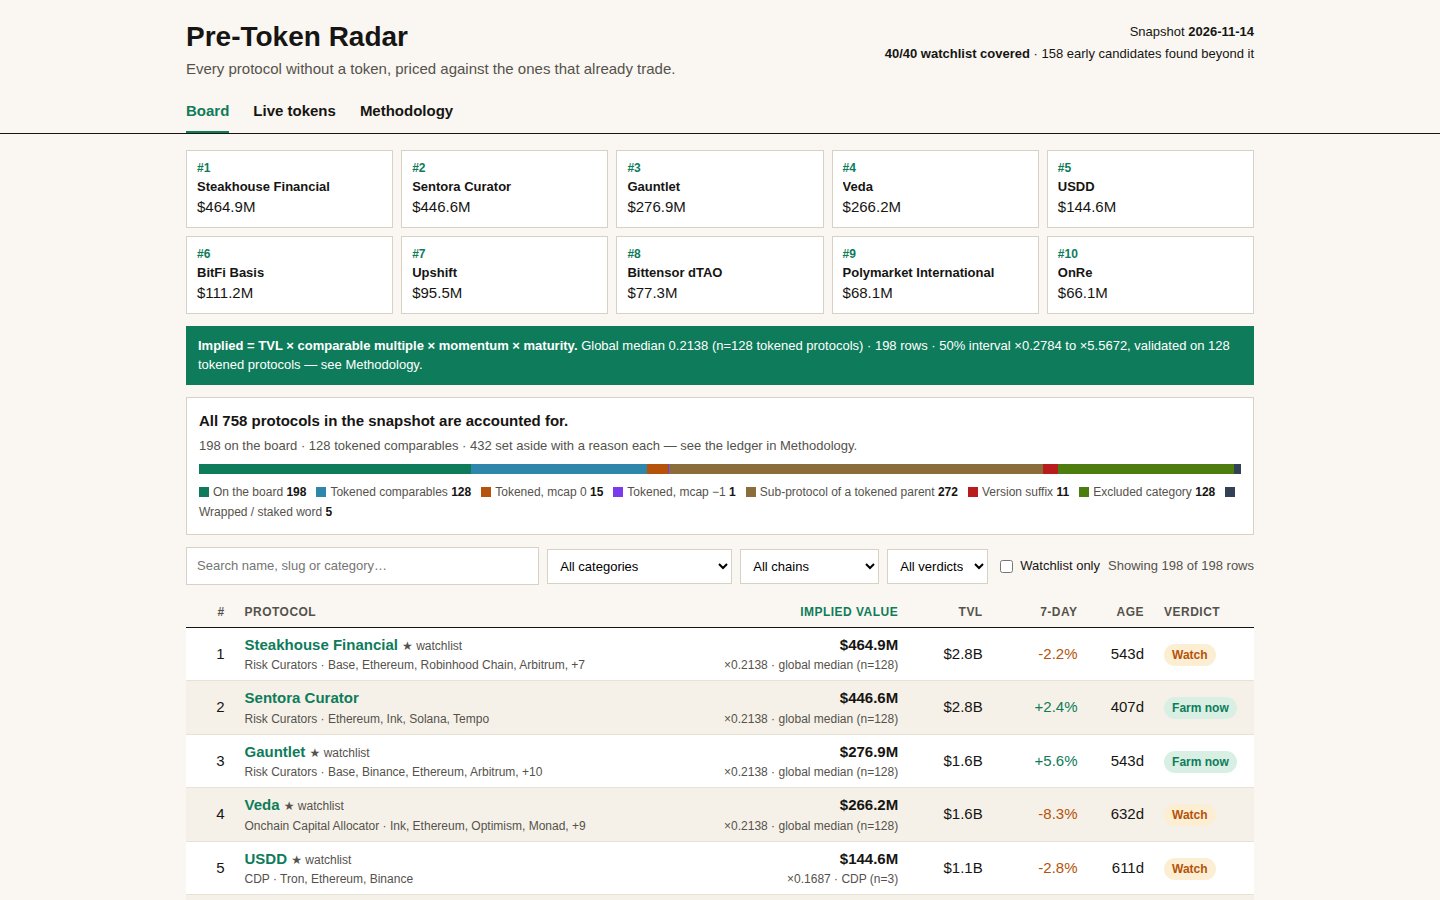 Pre-Token Radar
Every protocol without a token, priced against the ones that already trade.
Snapshot 2026-11-14
40/40 watchlist covered · 158 early candidates found beyond it
Board Live tokens Methodology
#1
Steakhouse Financial
$464.9M
#2
Sentora Curator
$446.6M
#3
Gauntlet
$276.9M
#4
Veda
$266.2M
#5
USDD
$144.6M
#6
BitFi Basis
$111.2M
#7
Upshift
$95.5M
#8
Bittensor dTAO
$77.3M
#9
Polymarket International
$68.1M
#10
OnRe
$66.1M
Implied = TVL × comparable multiple × momentum × maturity. Global median 0.2138 (n=128 tokened protocols) · 198 rows · 50% interval ×0.2784 to ×5.5672, validated on 128
tokened protocols — see Methodology.
All 758 protocols in the snapshot are accounted for.
198 on the board · 128 tokened comparables · 432 set aside with a reason each — see the ledger in Methodology.
On the board 198 Tokened comparables 128 Tokened, mcap 0 15 Tokened, mcap −1 1 Sub-protocol of a tokened parent 272 Version suffix 11 Excluded category 128
Wrapped / staked word 5
Search name, slug or category… All categories All chains All verdicts Watchlist only Showing 198 of 198 rows
# PROTOCOL IMPLIED VALUE TVL 7-DAY AGE VERDICT
1 Steakhouse Financial ★ watchlist $464.9M $2.8B -2.2% 543d Watch
Risk Curators · Base, Ethereum, Robinhood Chain, Arbitrum, +7 ×0.2138 · global median (n=128)
2 Sentora Curator $446.6M $2.8B +2.4% 407d Farm now
Risk Curators · Ethereum, Ink, Solana, Tempo ×0.2138 · global median (n=128)
3 Gauntlet ★ watchlist $276.9M $1.6B +5.6% 543d Farm now
Risk Curators · Base, Binance, Ethereum, Arbitrum, +10 ×0.2138 · global median (n=128)
4 Veda ★ watchlist $266.2M $1.6B -8.3% 632d Watch
Onchain Capital Allocator · Ink, Ethereum, Optimism, Monad, +9 ×0.2138 · global median (n=128)
5 USDD ★ watchlist $144.6M $1.1B -2.8% 611d Watch
CDP · Tron, Ethereum, Binance ×0.1687 · CDP (n=3)